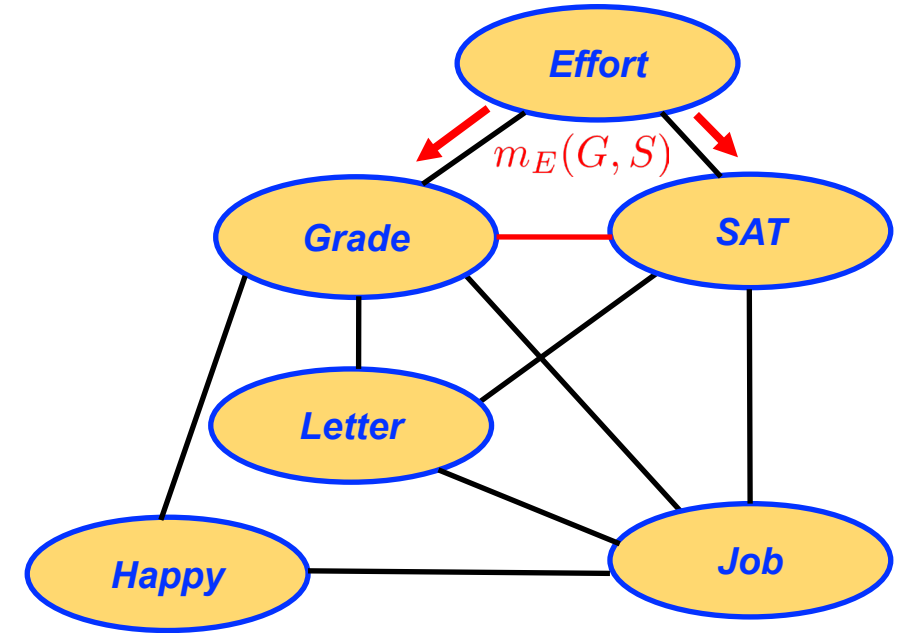 Effort
m_E(G, S)
Grade
SAT
Letter
Happy
Job